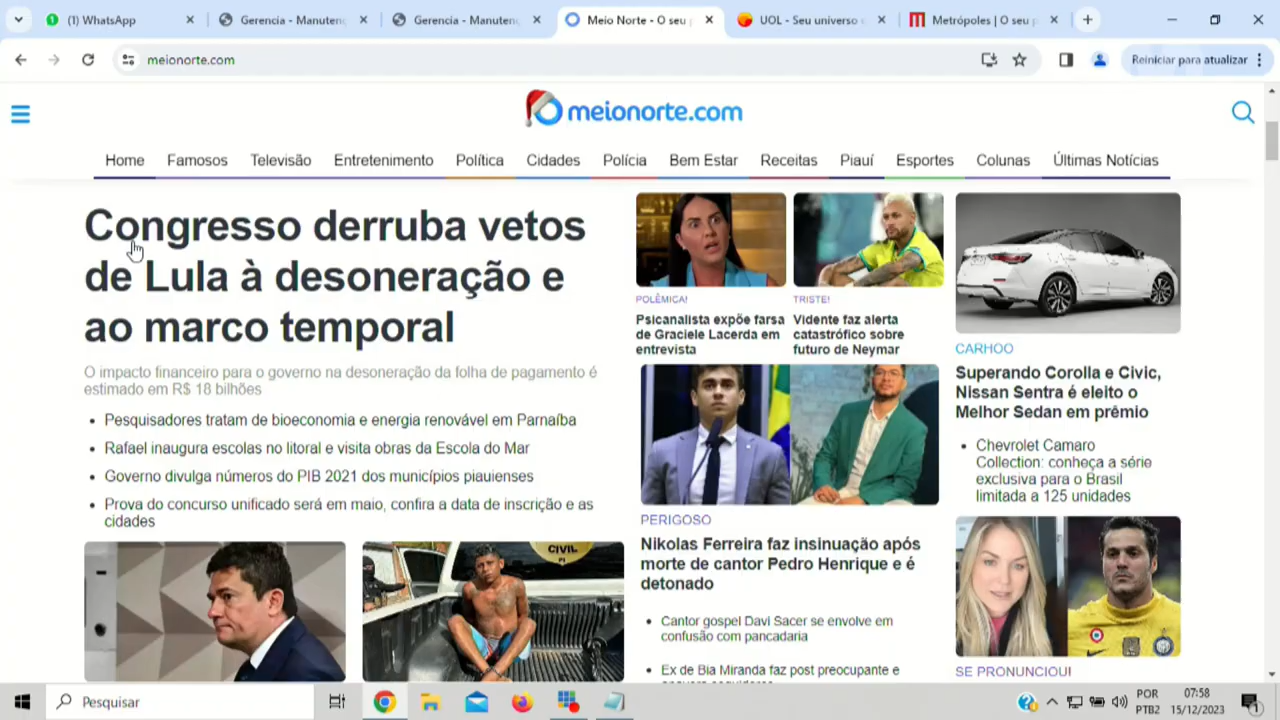 (1) WhatsApp
Gerencia - Manuten
Gerencia - Manuten
Meio Norte - O seu
UOL - Seu universo
Metrópoles | O seu
meionorte.com
Reiniciar para atualizar
meionorte.com
Home Famosos Televisão Entretenimento Política Cidades Polícia Bem Estar Receitas Piauí Esportes Colunas Últimas Notícias
Congresso derruba vetos
de Lula à desoneração e
ao marco temporal
O impacto financeiro para o governo na desoneração da folha de pagamento é
estimado em R$ 18 bilhões
Pesquisadores tratam de bioeconomia e energia renovável em Parnaíba
Rafael inaugura escolas no litoral e visita obras da Escola do Mar
Governo divulga números do PIB 2021 dos municípios piauienses
Prova do concurso unificado será em maio, confira a data de inscrição e as
cidades
CIVIL
PI
POLÊMICA!
Psicanalista expõe farsa
de Graciele Lacerda em
entrevista
TRISTE!
Vidente faz alerta
catastrófico sobre
futuro de Neymar
PERIGOSO
Nikolas Ferreira faz insinuação após
morte de cantor Pedro Henrique e é
detonado
Cantor gospel Davi Sacer se envolve em
confusão com pancadaria
Ex de Bia Miranda faz post preocupante e
CARHOO
Superando Corolla e Civic,
Nissan Sentra é eleito o
Melhor Sedan em prêmio
Chevrolet Camaro
Collection: conheça a série
exclusiva para o Brasil
limitada a 125 unidades
SE PRONUNCIOU!
Pesquisar
POR
PTB2
07:58
15/12/2023
1